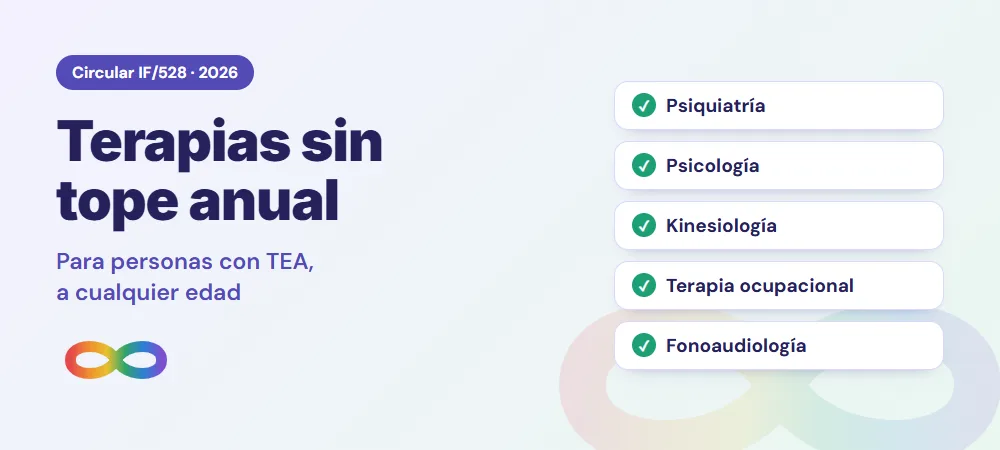 Circular IF/528 · 2026
Terapias sin
tope anual
Para personas con TEA,
a cualquier edad
Psiquiatría
Psicología
Kinesiología
Terapia ocupacional
Fonoaudiología